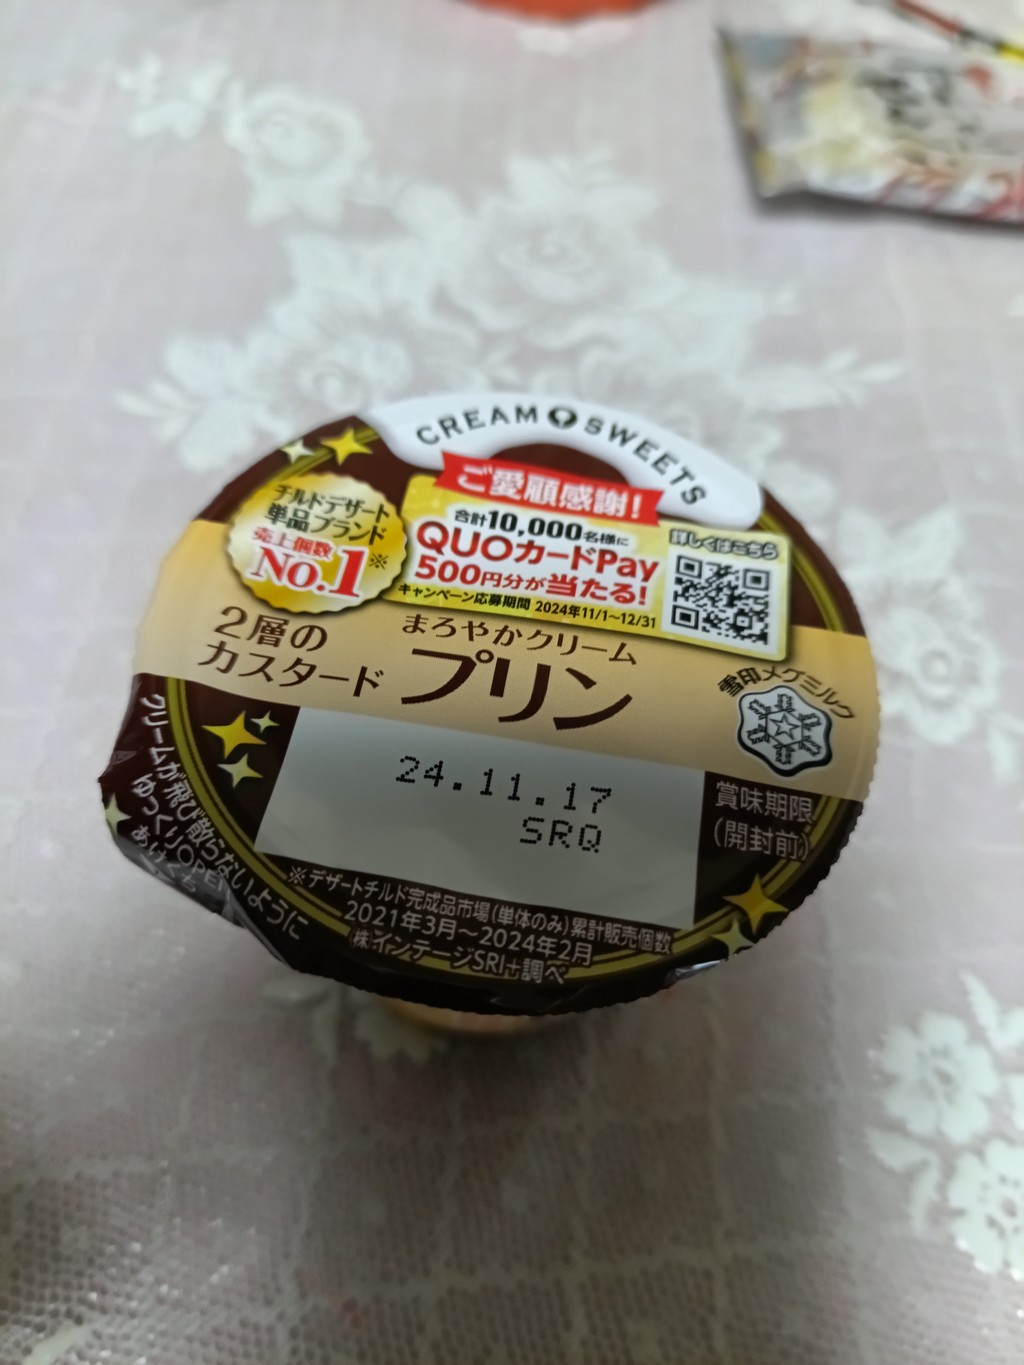 CREAM SWEETS
ご愛顧感謝!
チルドデザート
単品ブランド
売上個数
No.1※
合計10,000名様に
QUOカードPay
500円分が当たる!
キャンペーン応募期間 2024年11/1~12/31
詳しくはこちら
2層の
カスタード
まろやかクリーム
プリン
雪印メグミルク
24.11.17
SRQ
賞味期限
(開封前)
クリームが飛び散らないように
ゆっくりOPEN
あけくち
※デザートチルド完成品市場(単体のみ)累計販売個数
2021年3月~2024年2月
(株)インテージSRI+調べ